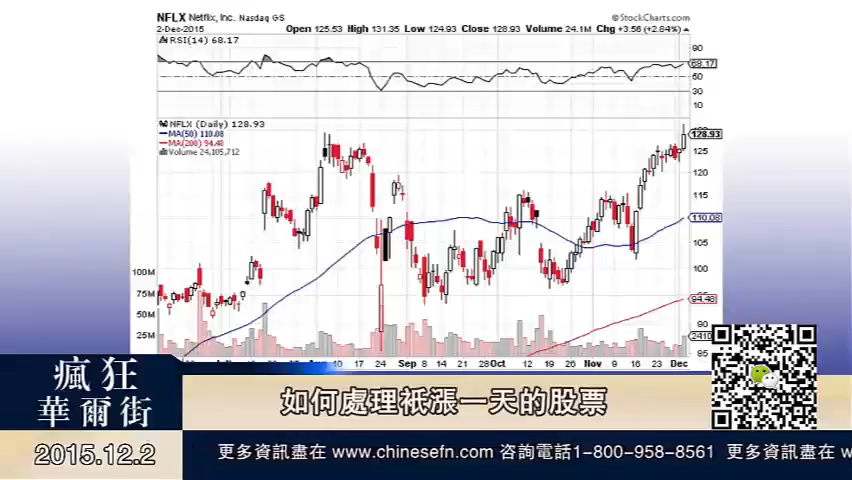 NFLX Netflix, Inc. Nasdaq GS
© StockCharts.com
2-Dec-2015
Open 125.53 High 131.35 Low 124.93 Close 128.93 Volume 24.1M Chg +3.56 (+2.84%)
RSI(14) 68.17
90
68.17
50
30
10
NFLX (Daily) 128.93
MA(50) 110.08
MA(200) 94.48
Volume 24,105,712
128.93
125
120
115
110.08
105
100
94.48
90
2410
85
100M
75M
50M
25M
24 Sep 8 14 21 28 Oct 12 19 26 Nov 9 16 23 Dec
瘋狂
華爾街
如何處理衹漲一天的股票
2015.12.2
更多資訊盡在 www.chinesefn.com 咨詢電話1-800-958-8561 更多資訊盡在 w